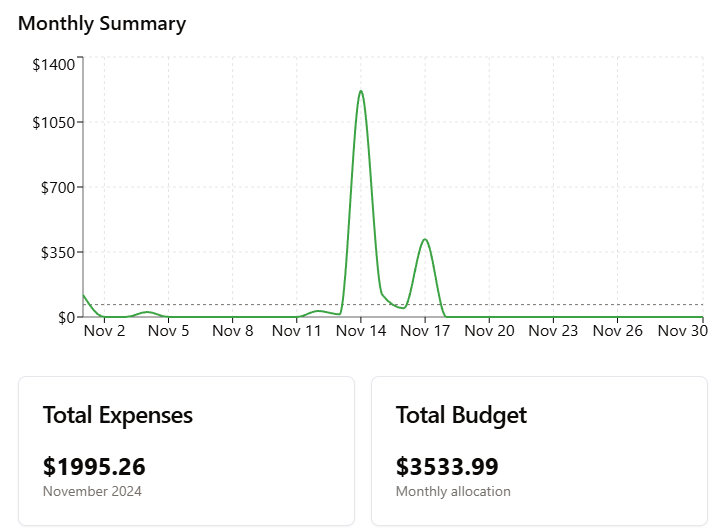 Monthly Summary
$1400
$1050
$700
$350
$0
Nov 2 Nov 5 Nov 8 Nov 11 Nov 14 Nov 17 Nov 20 Nov 23 Nov 26 Nov 30
Total Expenses
$1995.26
November 2024
Total Budget
$3533.99
Monthly allocation